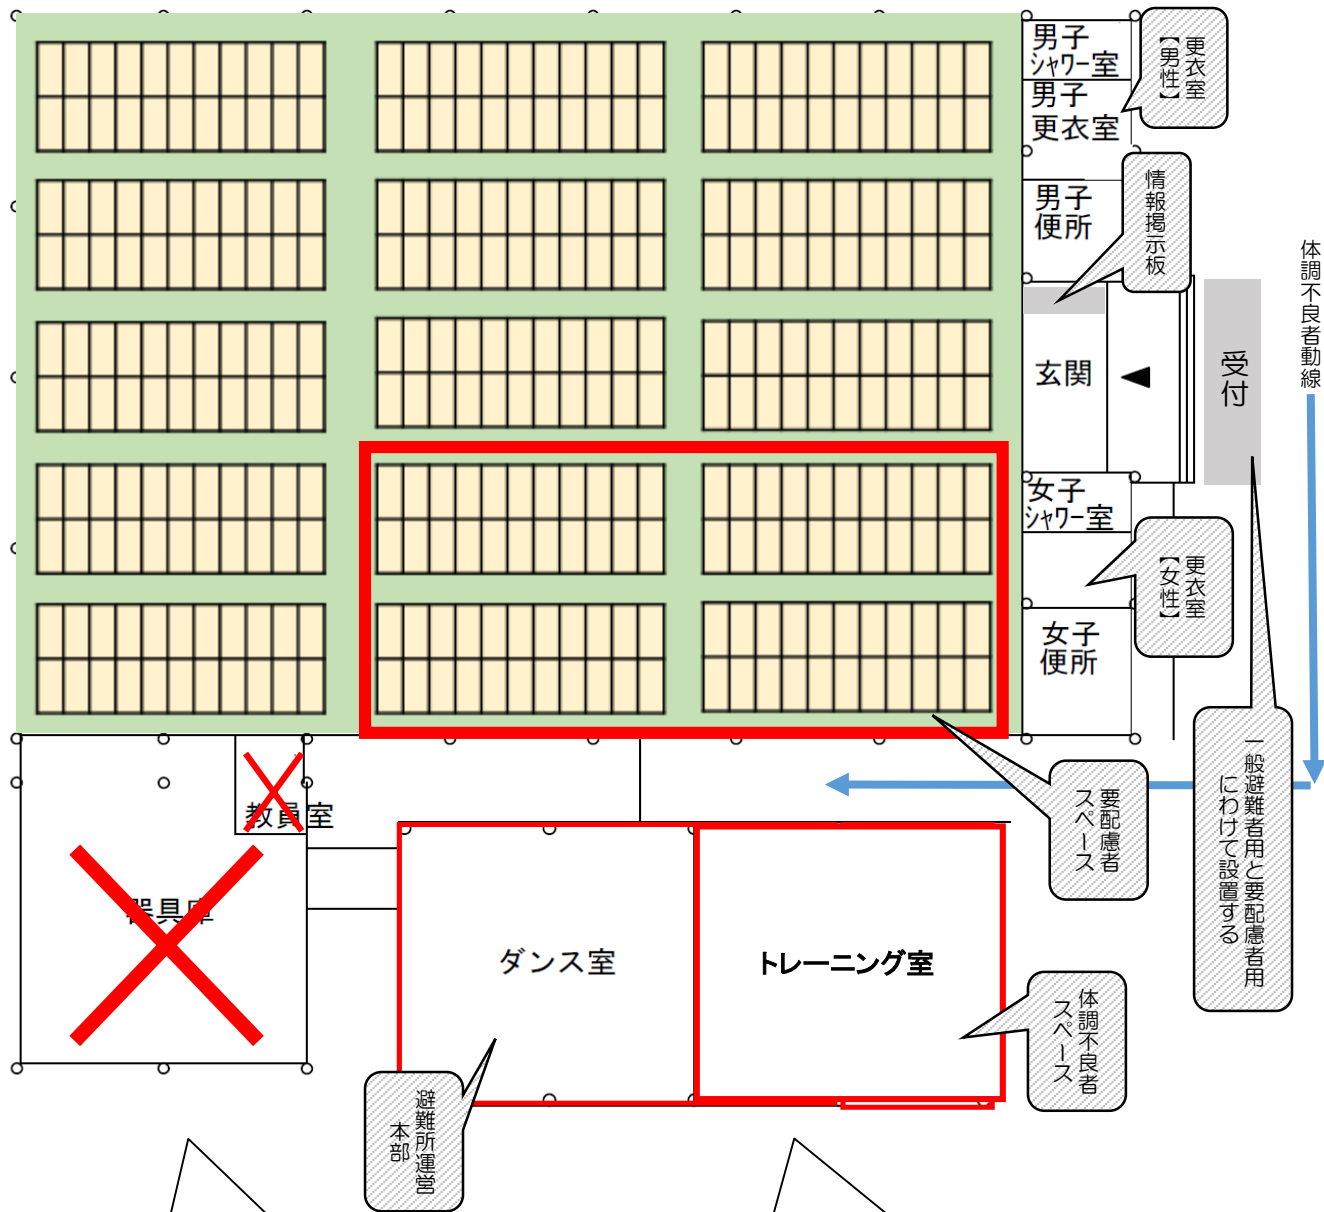 男子
シャワー室
男子
更衣室
更衣室
【男性】
男子
便所
情報掲示板
玄関
受付
体調不良者動線
女子
シャワー室
更衣室
【女性】
女子
便所
一般避難者用と要配慮者用
にわけて設置する
要配慮者
スペース
教員室
器具庫
ダンス室
トレーニング室
体調不良者
スペース
避難所運営
本部